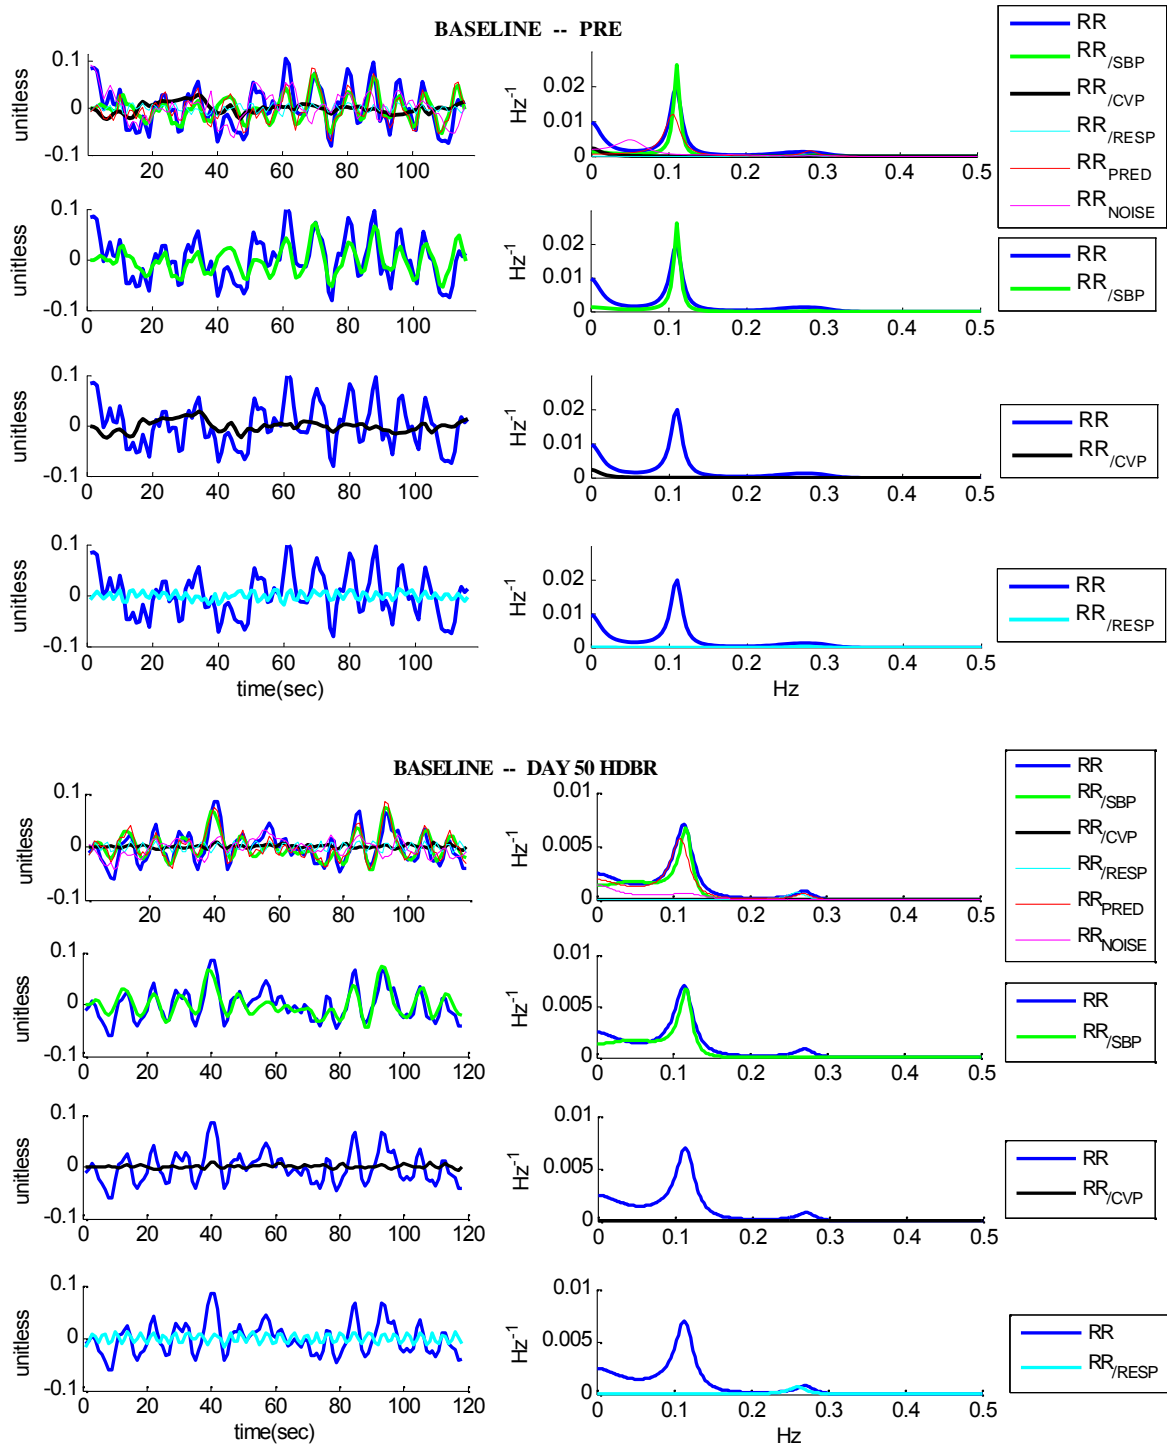 BASELINE -- PRE
unitless
0.1
0
-0.1
20 40 60 80 100
0.02
0.01
0
0 0.1 0.2 0.3 0.4 0.5
RR
RR/SBP
RR/CVP
RR/RESP
RRPRED
RRNOISE
unitless
0.1
0
-0.1
0 20 40 60 80 100
Hz-1
0.02
0.01
0
0 0.1 0.2 0.3 0.4 0.5
RR
RR/SBP
unitless
0.1
0
-0.1
0 20 40 60 80 100
Hz-1
0.02
0.01
0
0 0.1 0.2 0.3 0.4 0.5
RR
RR/CVP
unitless
0.1
0
-0.1
0 20 40 60 80 100
time(sec)
Hz-1
0.02
0.01
0
0 0.1 0.2 0.3 0.4 0.5
Hz
RR
RR/RESP
BASELINE -- DAY 50 HDBR
unitless
0.1
0
-0.1
20 40 60 80 100
0.01
0.005
0
0 0.1 0.2 0.3 0.4 0.5
RR
RR/SBP
RR/CVP
RR/RESP
RRPRED
RRNOISE
unitless
0.1
0
-0.1
0 20 40 60 80 100 120
Hz-1
0.01
0.005
0
0 0.1 0.2 0.3 0.4 0.5
RR
RR/SBP
unitless
0.1
0
-0.1
0 20 40 60 80 100 120
Hz-1
0.01
0.005
0
0 0.1 0.2 0.3 0.4 0.5
RR
RR/CVP
unitless
0.1
0
-0.1
0 20 40 60 80 100 120
time(sec)
Hz-1
0.01
0.005
0
0 0.1 0.2 0.3 0.4 0.5
Hz
RR
RR/RESP